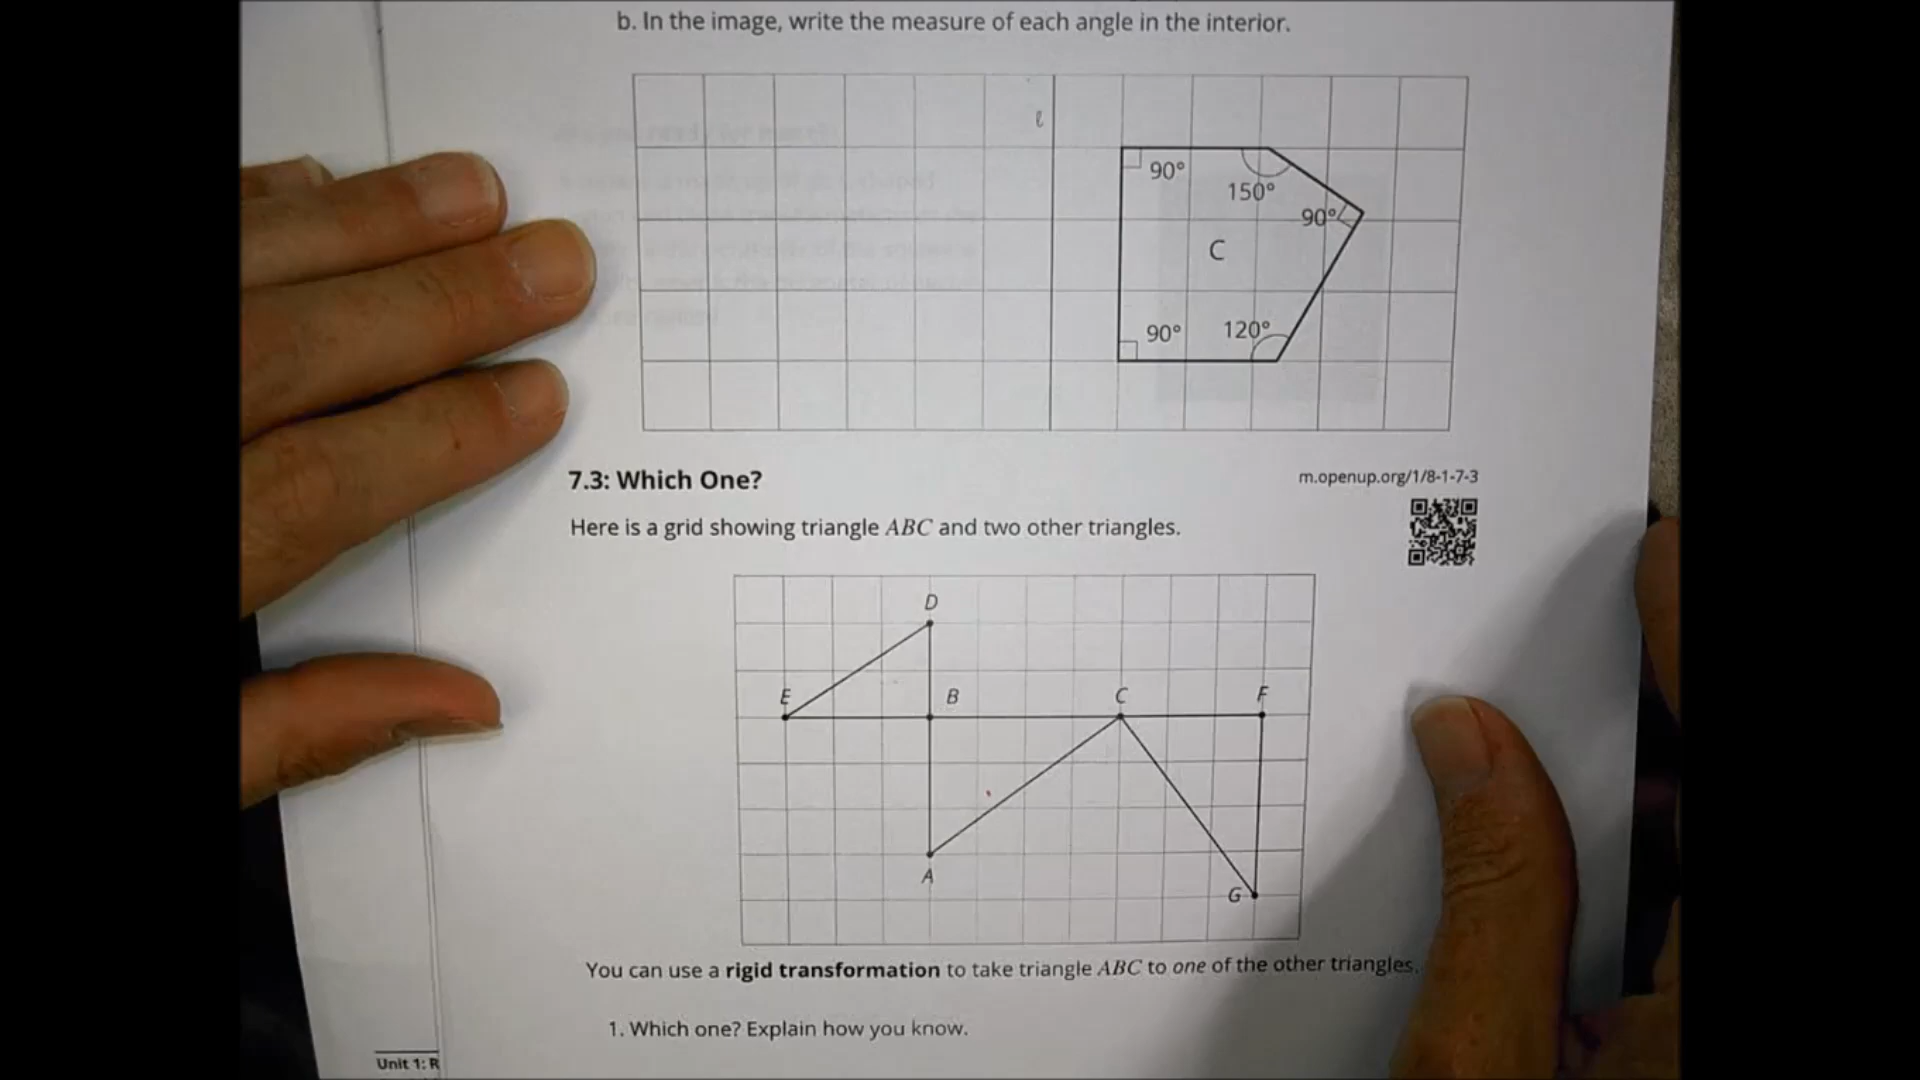 b. In the image, write the measure of each angle in the interior.
ℓ
90°
150°
90°
C
90°
120°
7.3: Which One?
m.openup.org/1/8-1-7-3
Here is a grid showing triangle ABC and two other triangles.
D
E
B
C
F
A
G
You can use a rigid transformation to take triangle ABC to one of the other triangles.
1. Which one? Explain how you know.
Unit 1: R